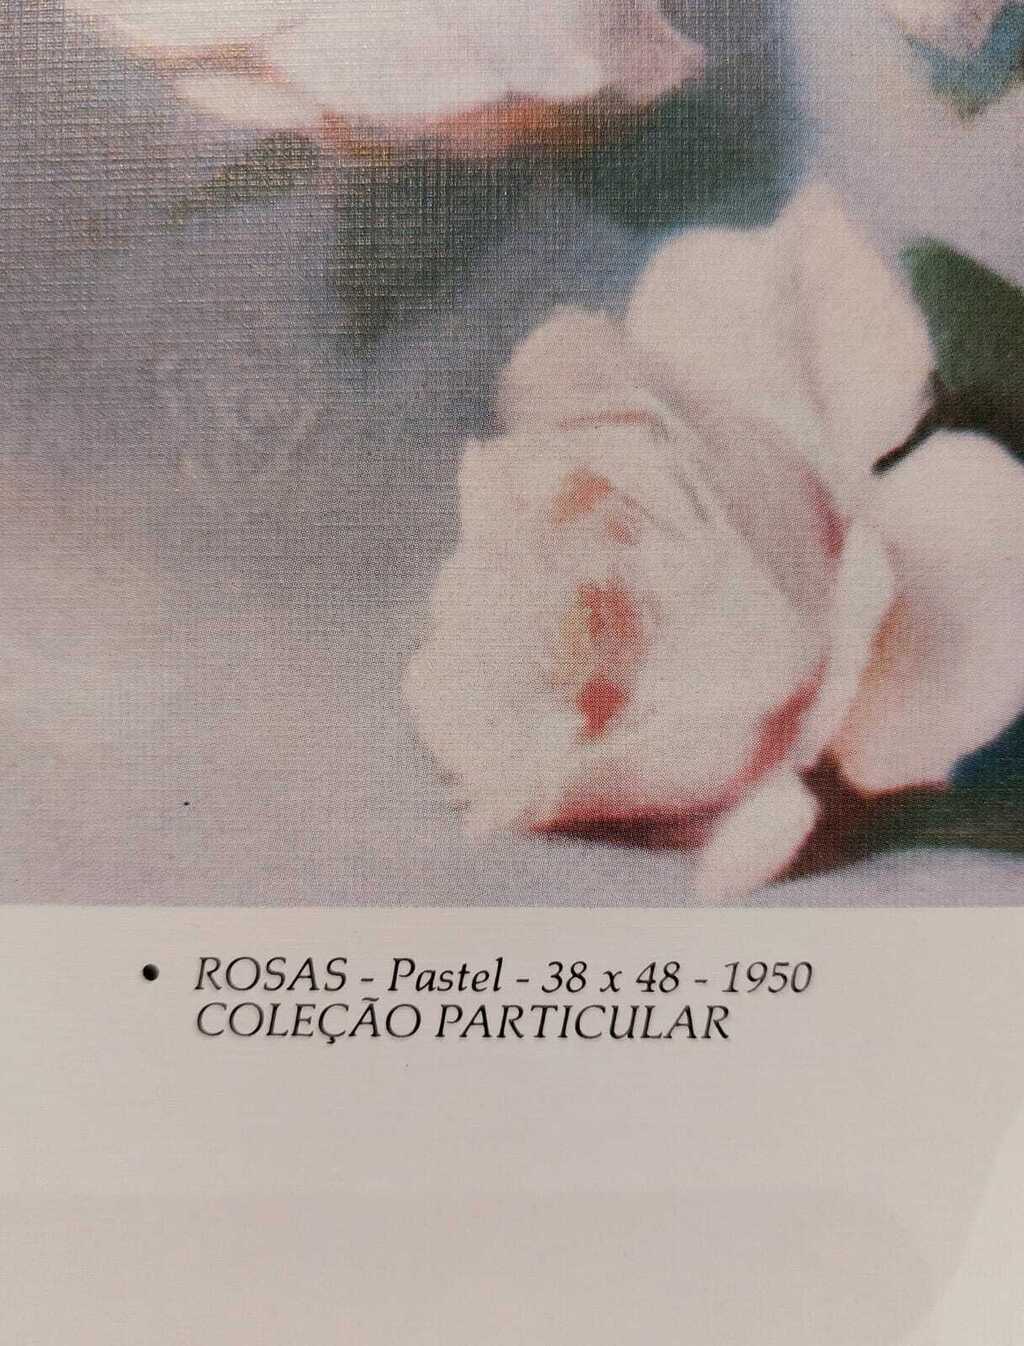 • ROSAS - Pastel - 38 x 48 - 1950
COLEÇÃO PARTICULAR